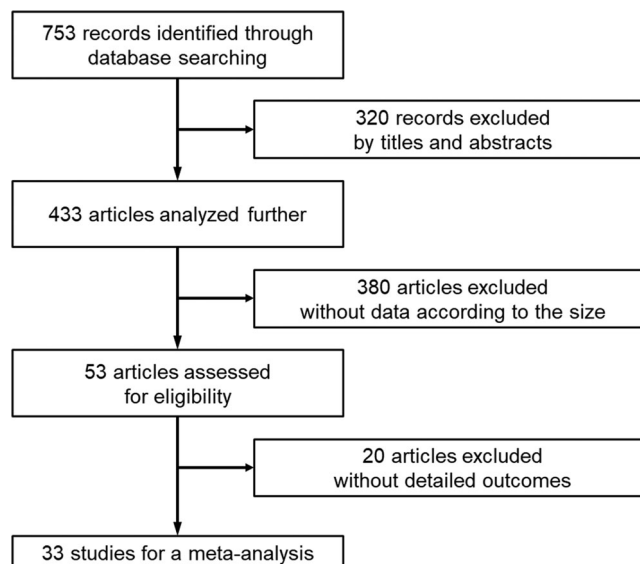 753 records identified through
database searching
320 records excluded
by titles and abstracts
433 articles analyzed further
380 articles excluded
without data according to the size
53 articles assessed
for eligibility
20 articles excluded
without detailed outcomes
33 studies for a meta-analysis